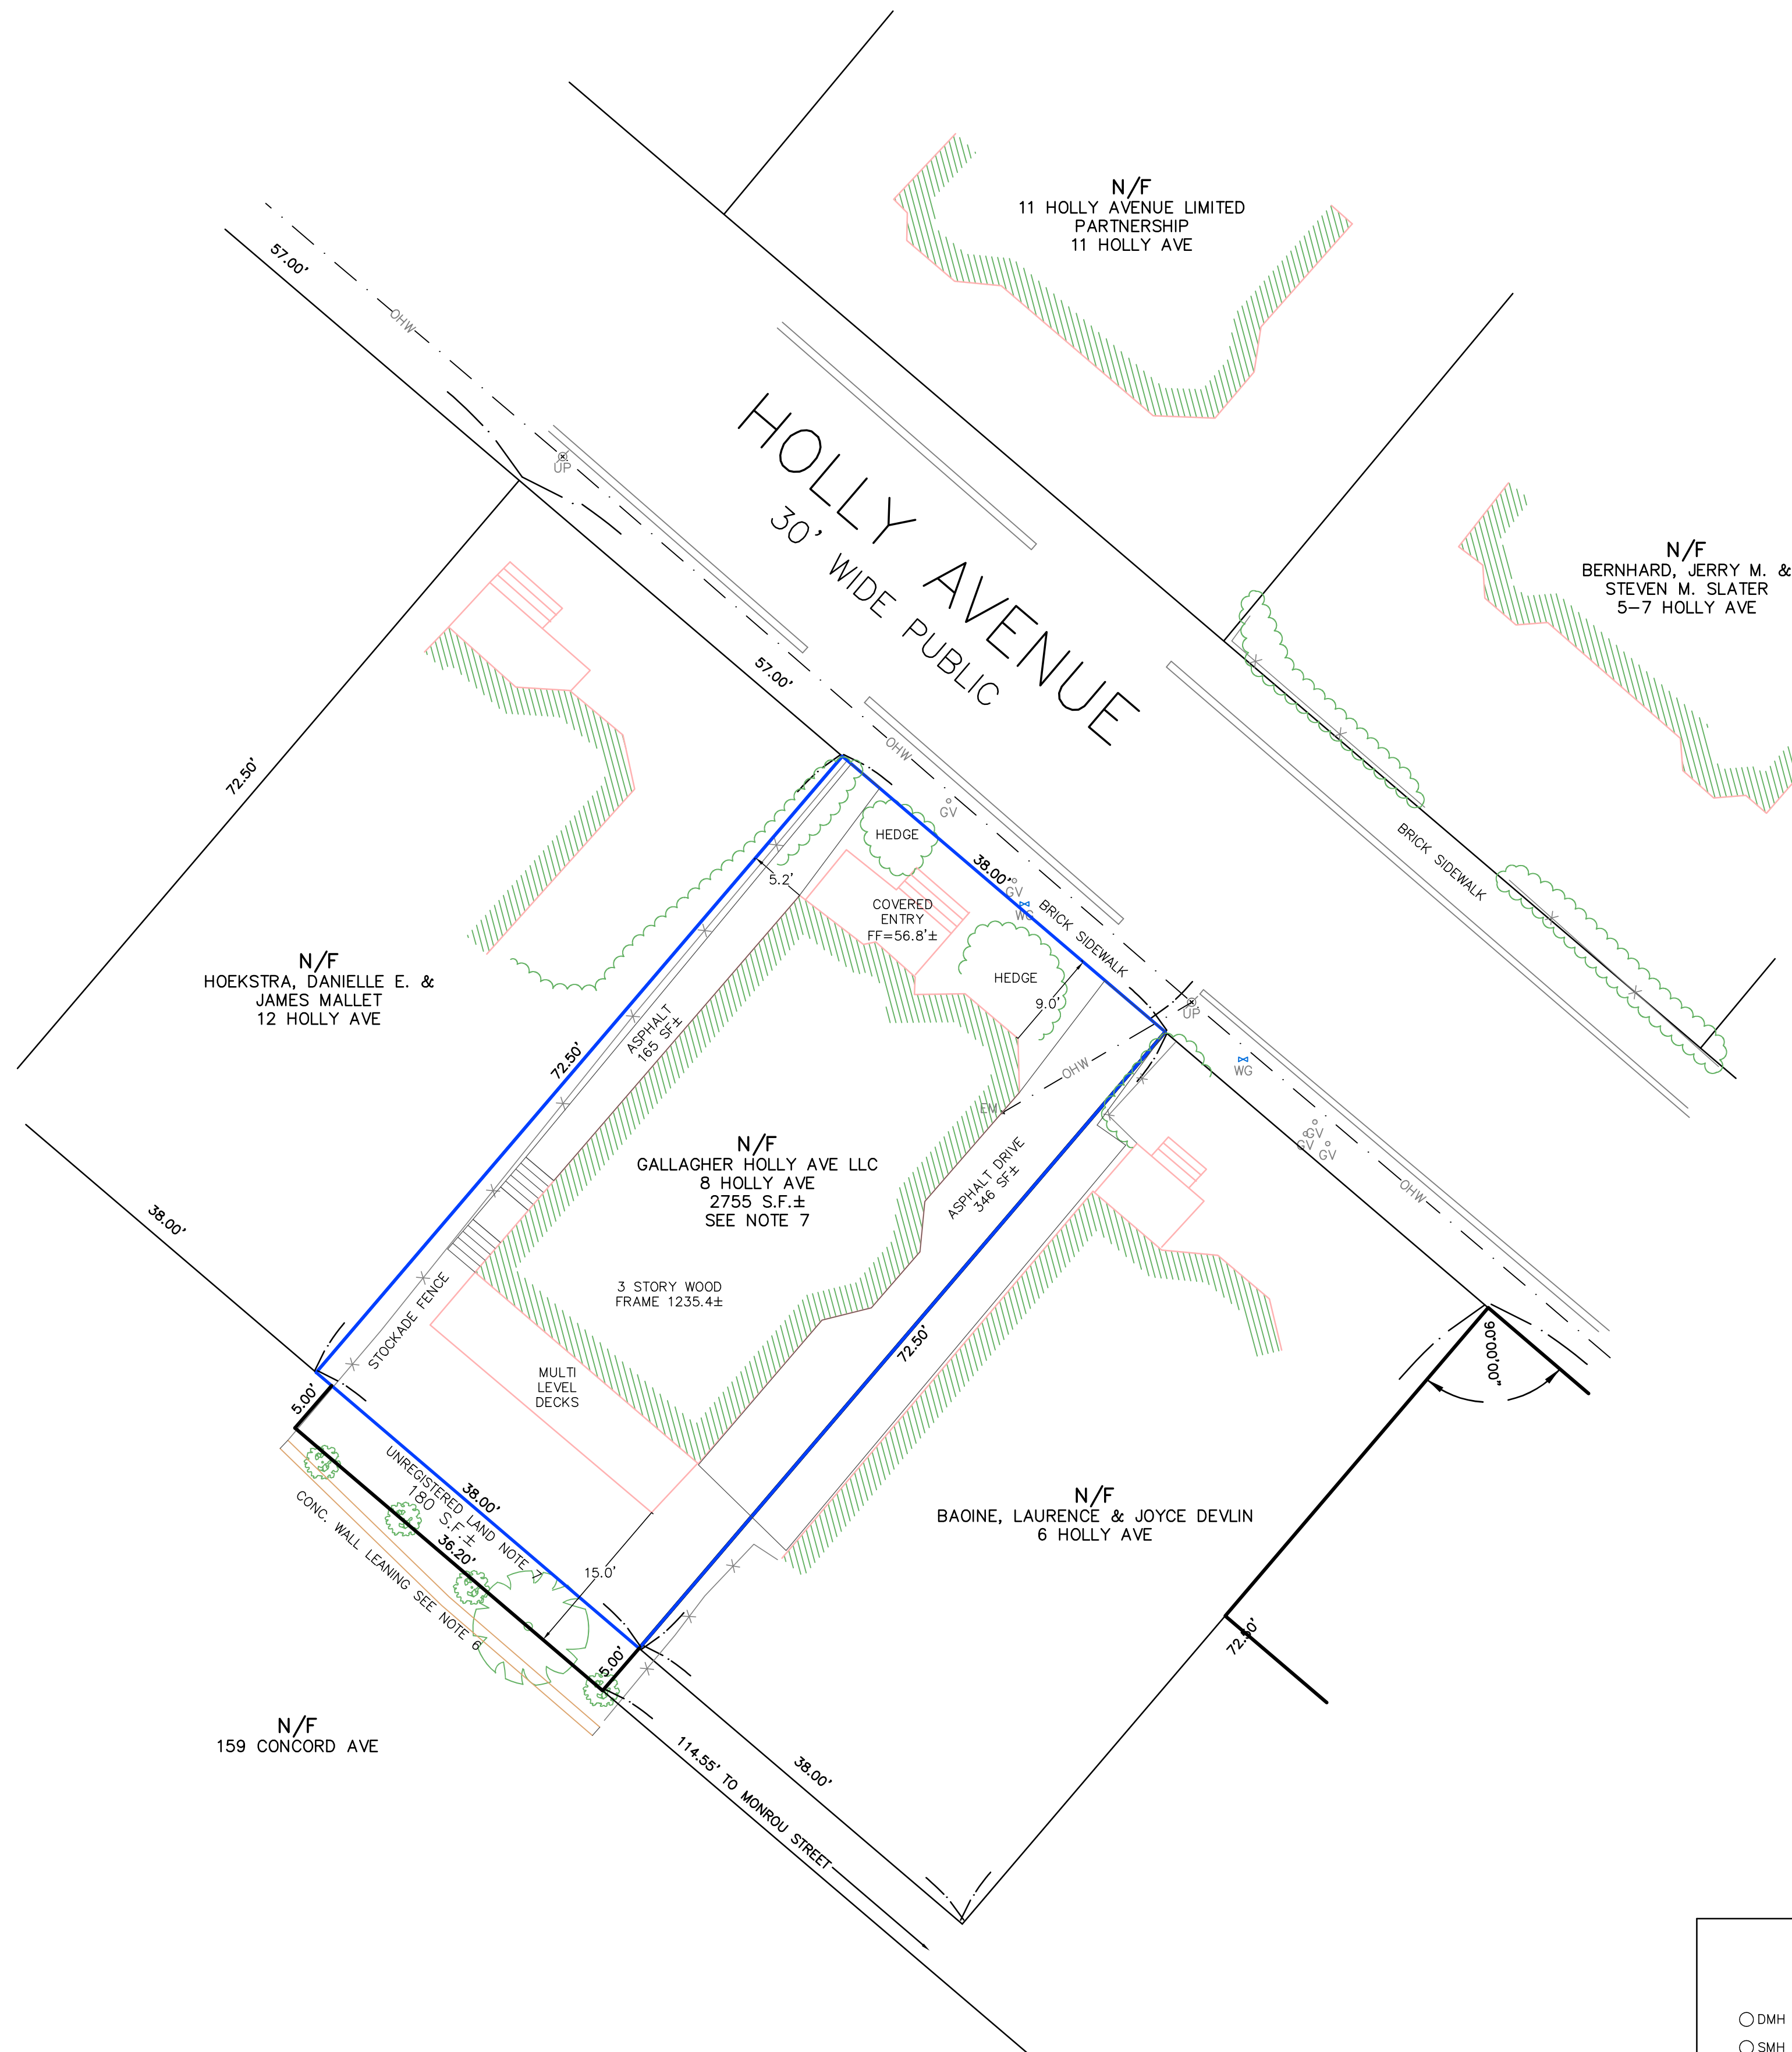 N/F
11 HOLLY AVENUE LIMITED
PARTNERSHIP
11 HOLLY AVE
57.00'
OHW
UP
HOLLY AVENUE
30' WIDE PUBLIC
N/F
BERNHARD, JERRY M. &
STEVEN M. SLATER
5-7 HOLLY AVE
57.00'
72.50'
OHW
GV
HEDGE
38.00'
5.2'
GV
WG
COVERED
ENTRY
FF=56.8'±
BRICK SIDEWALK
BRICK SIDEWALK
HEDGE
9.0'
UP
N/F
HOEKSTRA, DANIELLE E. &
JAMES MALLET
12 HOLLY AVE
ASPHALT
165 SF±
72.50'
OHW
WG
EM
GV
GV
GV
OHW
N/F
GALLAGHER HOLLY AVE LLC
8 HOLLY AVE
2755 S.F.±
SEE NOTE 7
ASPHALT DRIVE
346 SF±
38.00'
3 STORY WOOD
FRAME 1235.4±
STOCKADE FENCE
72.50'
90°00'00"
MULTI
LEVEL
DECKS
5.00'
UNREGISTERED LAND NOTE 7
180 S.F.±
38.00'
36.20'
CONC. WALL LEANING SEE NOTE 6
15.0'
N/F
BAOINE, LAURENCE & JOYCE DEVLIN
6 HOLLY AVE
72.50'
5.00'
N/F
159 CONCORD AVE
114.55' TO MONROU STREET
38.00'
DMH
SMH